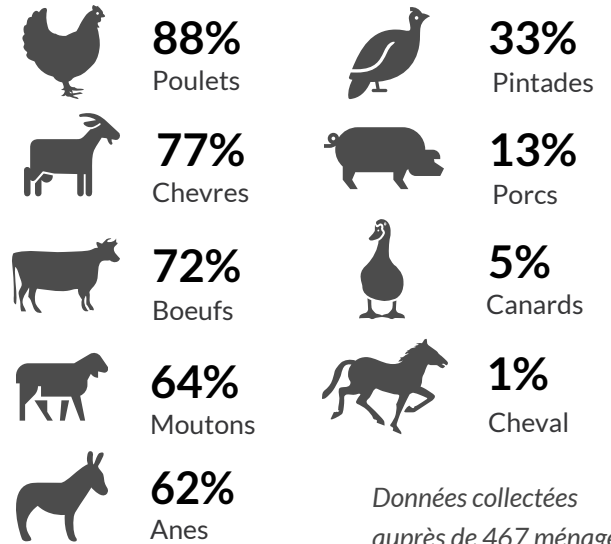 88%
Poulets
77%
Chevres
72%
Boeufs
64%
Moutons
62%
Anes
33%
Pintades
13%
Porcs
5%
Canards
1%
Cheval
Données collectées
auprès de 467 ménage